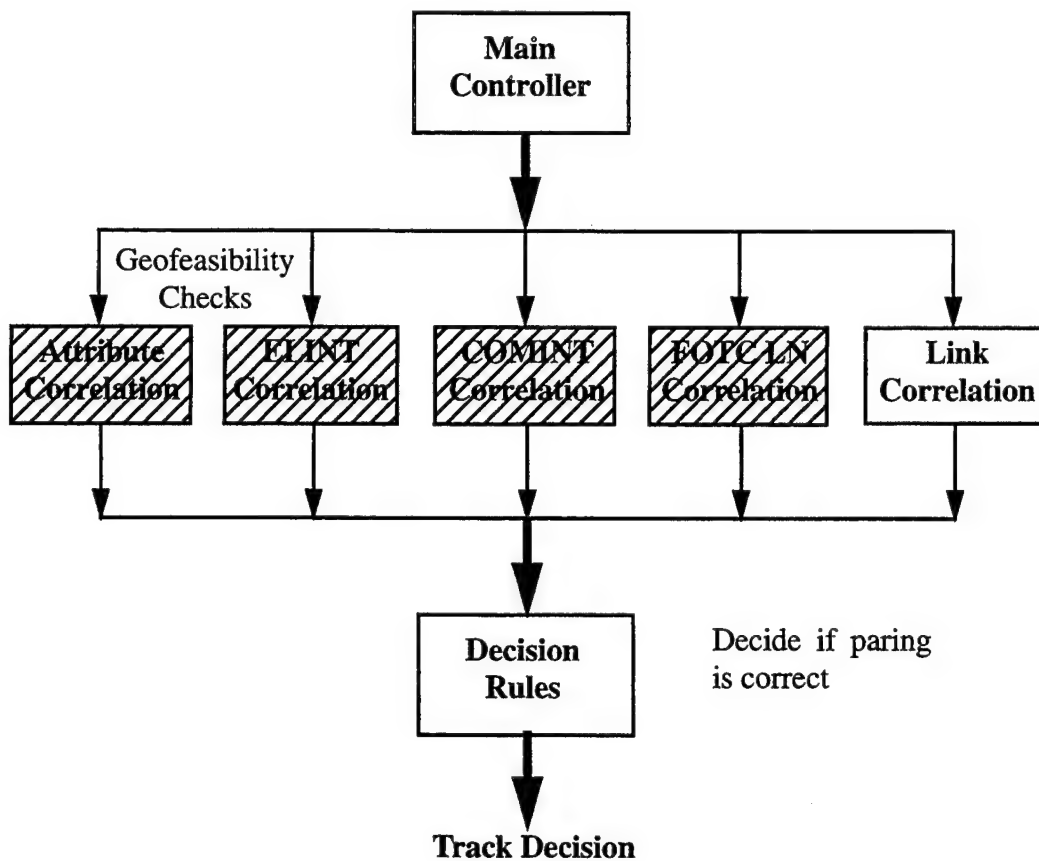 Main
Controller
Geofeasibility
Checks
Attribute
Correlation
ELINT
Correlation
COMINT
Correlation
FOTC LN
Correlation
Link
Correlation
Decision
Rules
Decide if paring
is correct
Track Decision